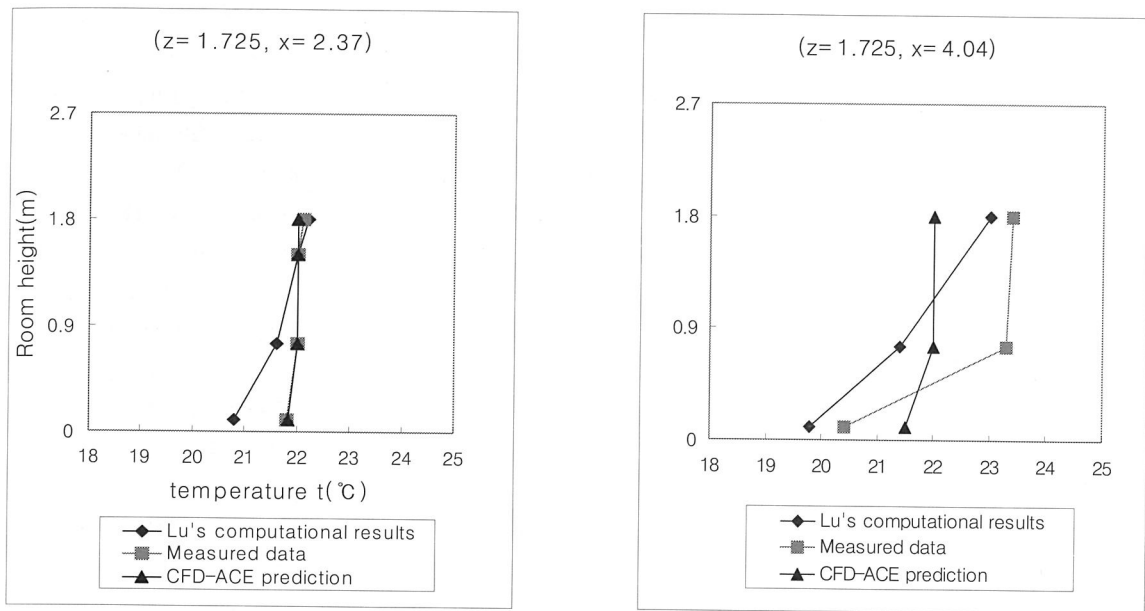 (z= 1.725, x= 2.37)
2.7
1.8
0.9
0
Room height(m)
18 19 20 21 22 23 24 25
temperature t(℃)
Lu's computational results
Measured data
CFD-ACE prediction
(z= 1.725, x= 4.04)
2.7
1.8
0.9
0
18 19 20 21 22 23 24 25
Lu's computational results
Measured data
CFD-ACE prediction